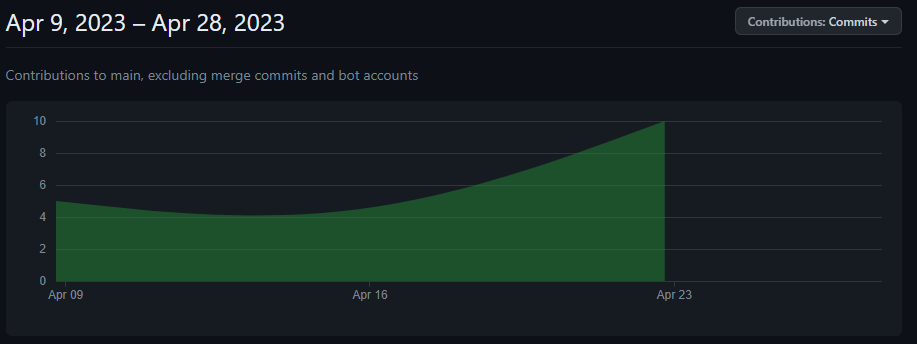 Apr 9, 2023 – Apr 28, 2023
Contributions: Commits
Contributions to main, excluding merge commits and bot accounts
10
8
6
4
2
0
Apr 09 Apr 16 Apr 23